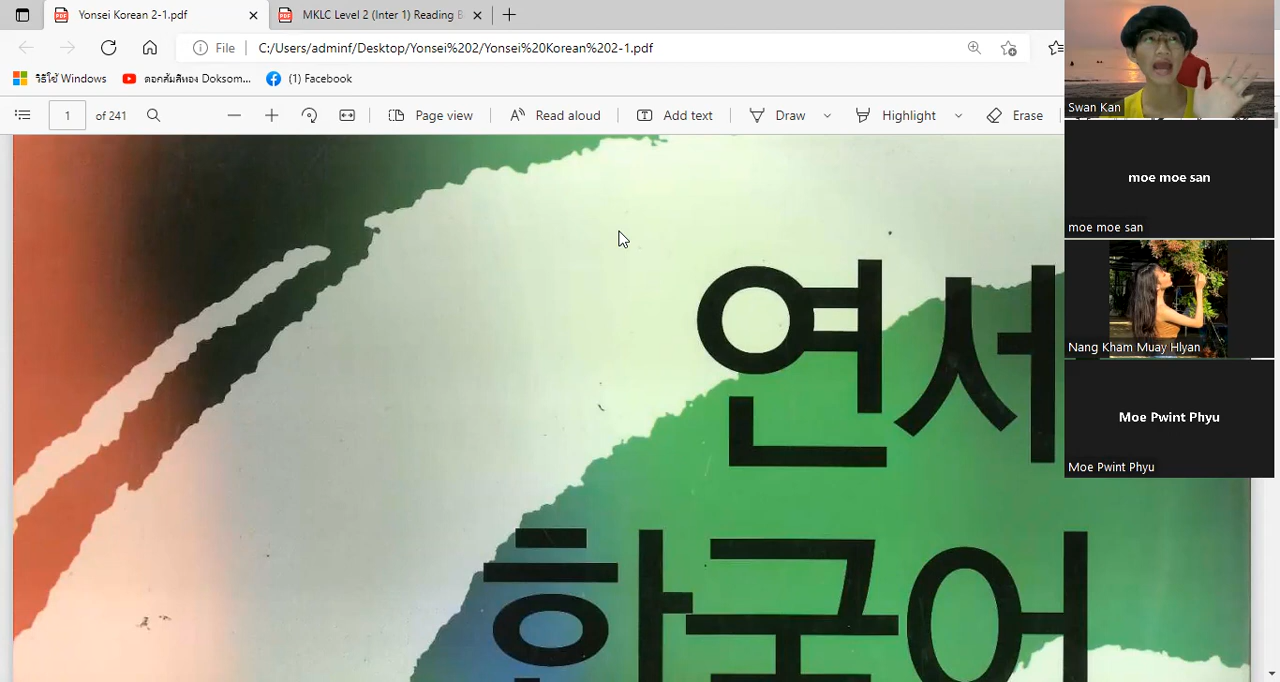 Yonsei Korean 2-1.pdf
MKLC Level 2 (Inter 1) Reading B
File
C:/Users/adminf/Desktop/Yonsei%202/Yonsei%20Korean%202-1.pdf
วิธีใช้ Windows
ดอกส้มสีทอง Doksom...
(1) Facebook
1 of 241
Page view
Read aloud
Add text
Draw
Highlight
Erase
연세
한국어
Swan Kan
moe moe san
moe moe san
Nang Kham Muay Hlyan
Moe Pwint Phyu
Moe Pwint Phyu